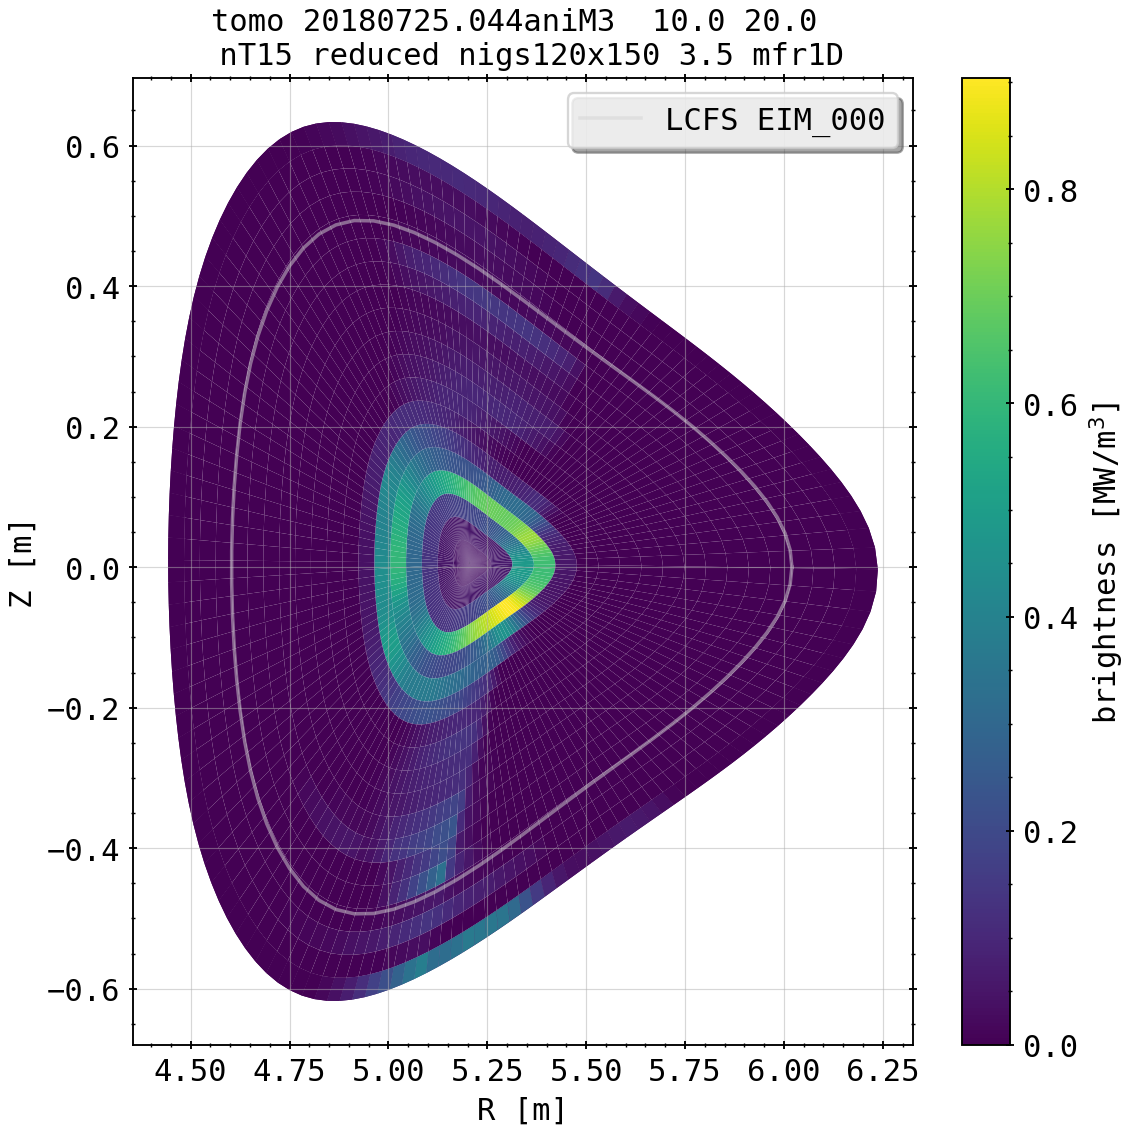 tomo 20180725.044aniM3  10.0 20.0
nT15 reduced nigs120x150 3.5 mfr1D
LCFS EIM_000
0.6
0.4
0.2
0.0
−0.2
−0.4
−0.6
Z [m]
4.50 4.75 5.00 5.25 5.50 5.75 6.00 6.25
R [m]
0.8
0.6
0.4
0.2
0.0
brightness [MW/m³]